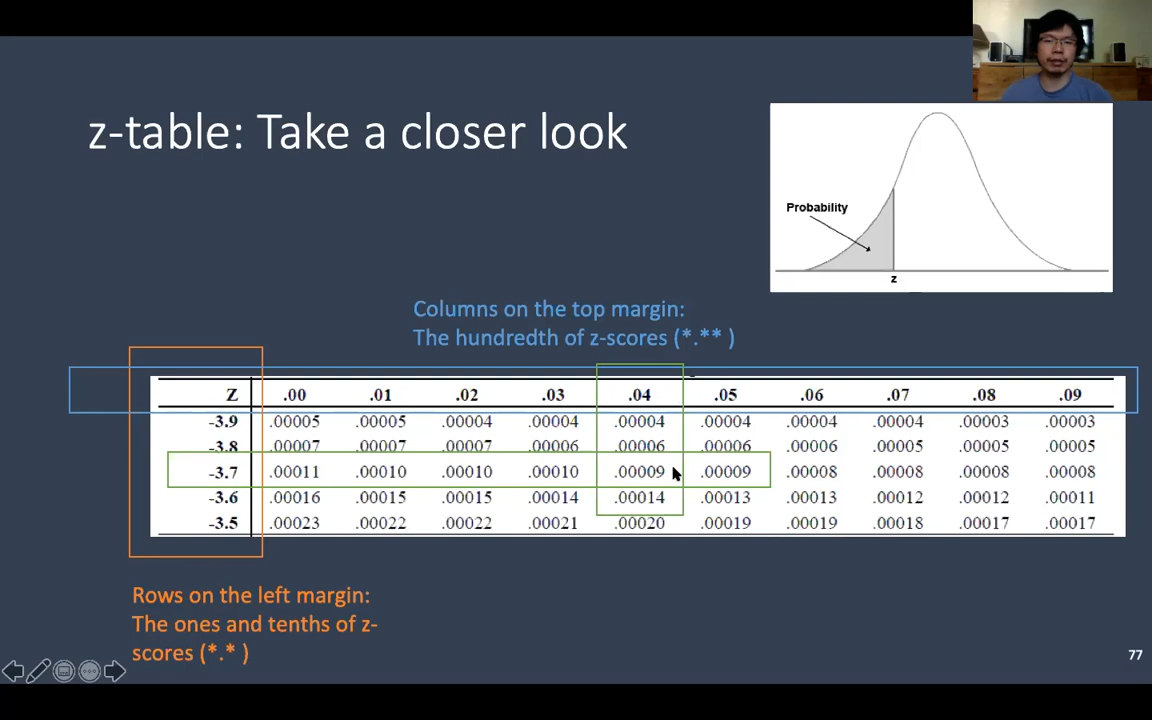 z-table: Take a closer look
Probability
z
Columns on the top margin:
The hundredth of z-scores (*.** )
Z .00 .01 .02 .03 .04 .05 .06 .07 .08 .09
-3.9 .00005 .00005 .00004 .00004 .00004 .00004 .00004 .00004 .00003 .00003
-3.8 .00007 .00007 .00007 .00006 .00006 .00006 .00006 .00005 .00005 .00005
-3.7 .00011 .00010 .00010 .00010 .00009 .00009 .00008 .00008 .00008 .00008
-3.6 .00016 .00015 .00015 .00014 .00014 .00013 .00013 .00012 .00012 .00011
-3.5 .00023 .00022 .00022 .00021 .00020 .00019 .00019 .00018 .00017 .00017
Rows on the left margin:
The ones and tenths of z-
scores (*.* )
77